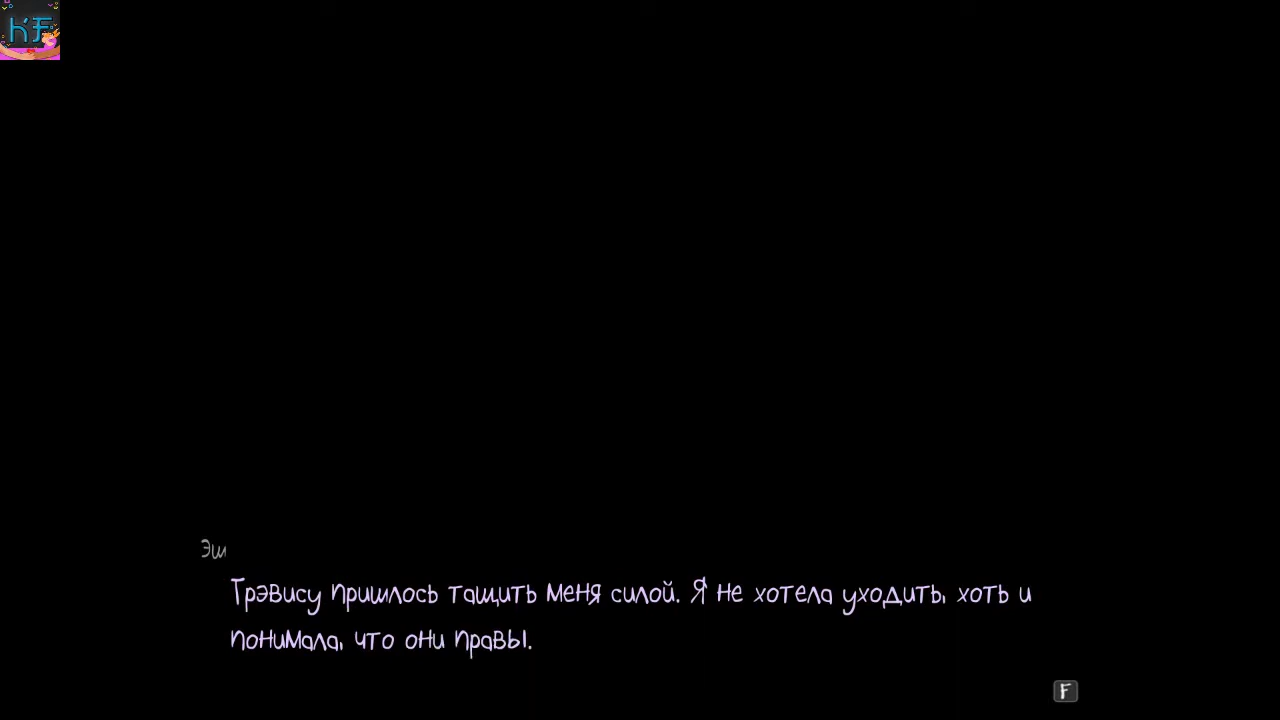 Эш
Трэвису пришлось тащить меня силой. Я не хотела уходить, хоть и
понимала, что они правы.
F